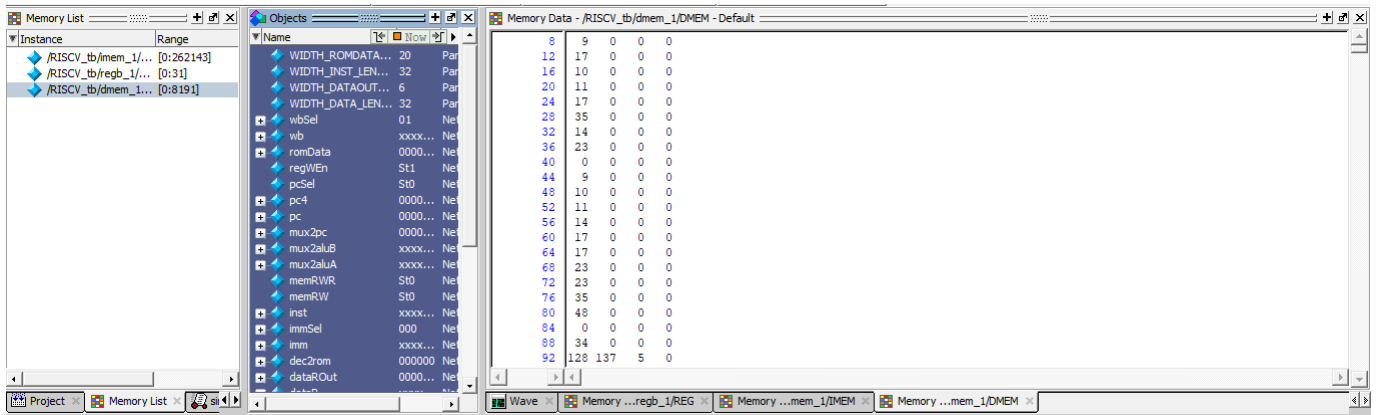 Memory List
Instance Range
/RISCV_tb/imem_1/... [0:262143]
/RISCV_tb/regb_1/... [0:31]
/RISCV_tb/dmem_1... [0:8191]
Project Memory List
Objects
Name Now
WIDTH_ROMDATA... 20 Par
WIDTH_INST_LEN... 32 Par
WIDTH_DATAOUT... 6 Par
WIDTH_DATA_LEN... 32 Par
wbSel 01 Net
wb xxxx... Net
romData 0000... Net
regWEn St1 Net
pcSel St0 Net
pc4 0000... Net
pc 0000... Net
mux2pc 0000... Net
mux2aluB xxxx... Net
mux2aluA xxxx... Net
memRWR St0 Net
memRW St0 Net
inst xxxx... Net
immSel 000 Net
imm xxxx... Net
dec2rom 000000 Net
dataROut 0000... Net
Memory Data - /RISCV_tb/dmem_1/DMEM - Default
8 9 0 0 0
12 17 0 0 0
16 10 0 0 0
20 11 0 0 0
24 17 0 0 0
28 35 0 0 0
32 14 0 0 0
36 23 0 0 0
40 0 0 0 0
44 9 0 0 0
48 10 0 0 0
52 11 0 0 0
56 14 0 0 0
60 17 0 0 0
64 17 0 0 0
68 23 0 0 0
72 23 0 0 0
76 35 0 0 0
80 48 0 0 0
84 0 0 0 0
88 34 0 0 0
92 128 137 5 0
Wave Memory ...regb_1/REG Memory ...mem_1/IMEM Memory ...mem_1/DMEM